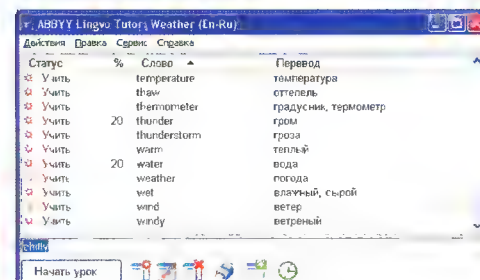 ABBYY Lingvo Tutor: Weather (En-Ru)
Действия Правка Сервис Справка
Статус % Слово Перевод
Учить temperature температура
Учить thaw оттепель
Учить thermometer градусник, термометр
Учить 20 thunder гром
Учить thunderstorm гроза
Учить warm теплый
Учить 20 water вода
Учить weather погода
Учить wet влажный, сырой
Учить wind ветер
Учить windy ветреный
chilly
Начать урок